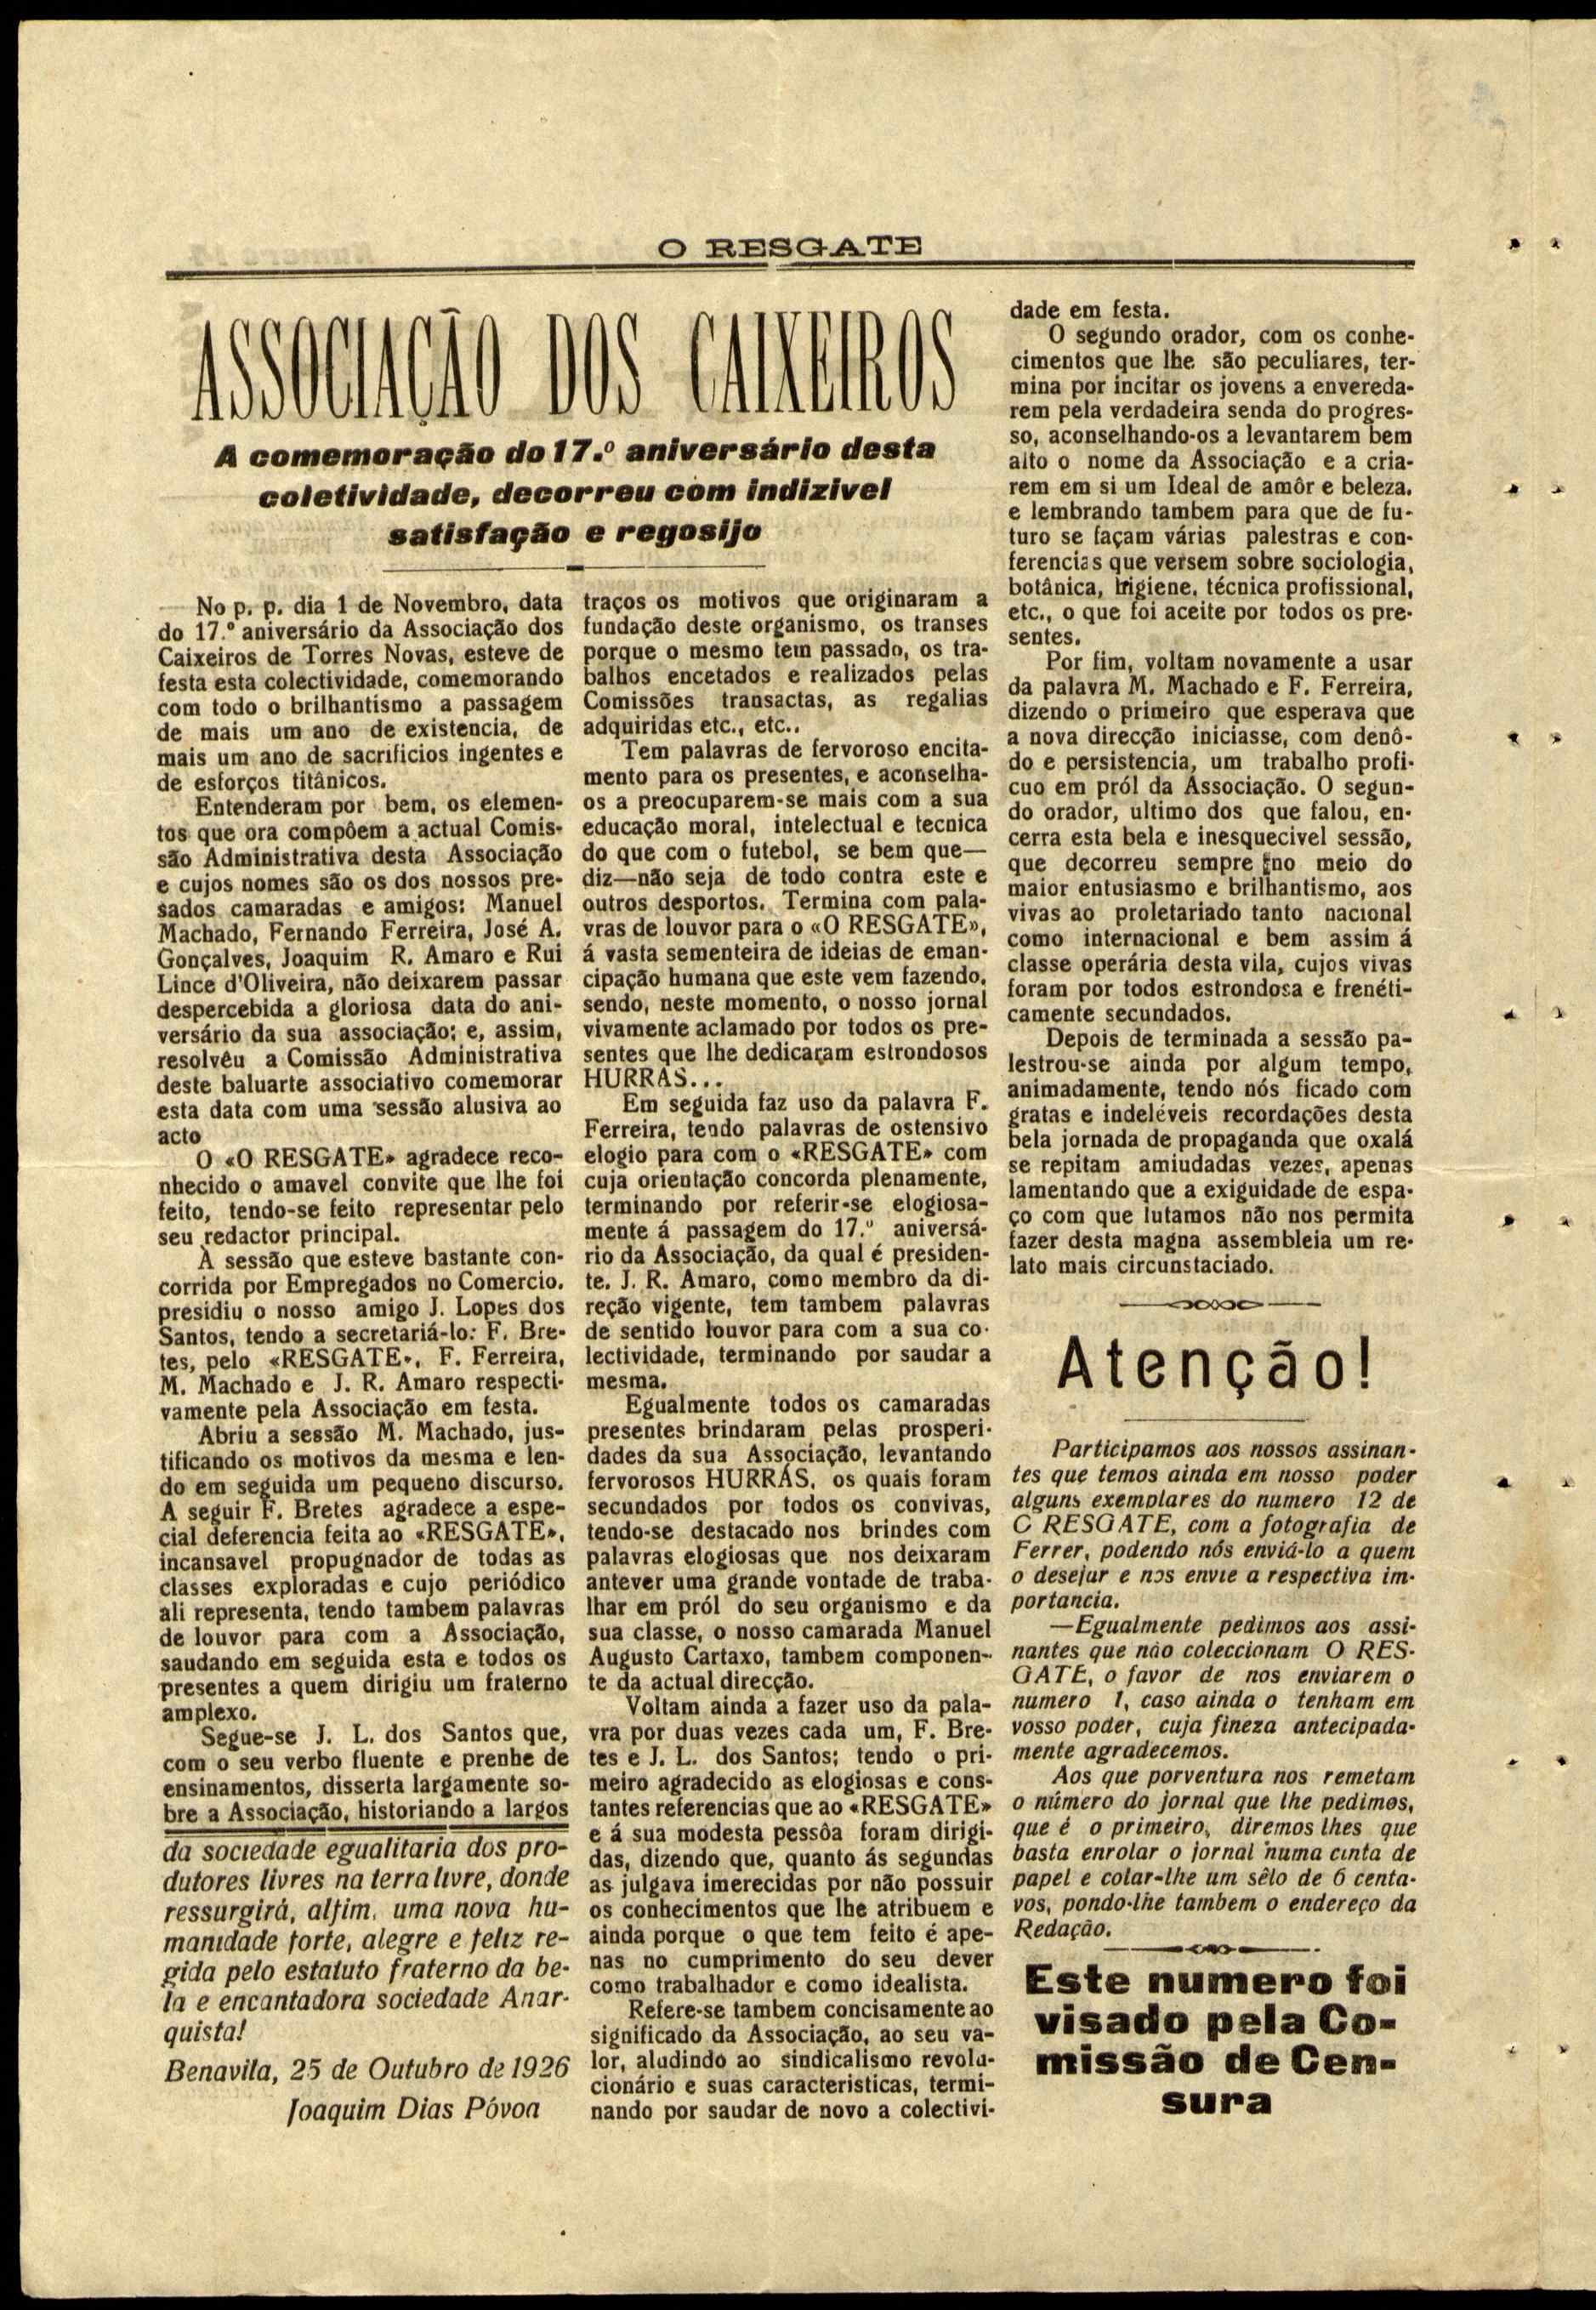 O RESGATE
ASSOCIAÇÃO DOS CAIXEIROS
A comemoração do 17.º aniversário desta
coletividade, decorreu com indizivel
satisfação e regosijo
No p. p. dia 1 de Novembro, data
do 17.º aniversário da Associação dos
Caixeiros de Torres Novas, esteve de
festa esta colectividade, comemorando
com todo o brilhantismo a passagem
de mais um ano de existencia, de
mais um ano de sacrificios ingentes e
de esforços titânicos.
Entenderam por bem, os elemen-
tos que ora compôem a actual Comis-
são Administrativa desta Associação
e cujos nomes são os dos nossos pre-
sados camaradas e amigos: Manuel
Machado, Fernando Ferreira, José A.
Gonçalves, Joaquim R. Amaro e Rui
Lince d'Oliveira, não deixarem passar
despercebida a gloriosa data do ani-
versário da sua associação; e, assim,
resolvêu a Comissão Administrativa
deste baluarte associativo comemorar
esta data com uma sessão alusiva ao
acto
O «O RESGATE» agradece reco-
nhecido o amavel convite que lhe foi
feito, tendo-se feito representar pelo
seu redactor principal.
À sessão que esteve bastante con-
corrida por Empregados no Comercio,
presidiu o nosso amigo J. Lopes dos
Santos, tendo a secretariá-lo: F. Bre-
tes, pelo «RESGATE», F. Ferreira,
M. Machado e J. R. Amaro respecti-
vamente pela Associação em festa.
Abriu a sessão M. Machado, jus-
tificando os motivos da mesma e len-
do em seguida um pequeno discurso.
A seguir F. Bretes agradece a espe-
cial deferencia feita ao «RESGATE»,
incansavel propugnador de todas as
classes exploradas e cujo periódico
ali representa, tendo tambem palavras
de louvor para com a Associação,
saudando em seguida esta e todos os
presentes a quem dirigiu um fraterno
amplexo.
Segue-se J. L. dos Santos que,
com o seu verbo fluente e prenhe de
ensinamentos, disserta largamente so-
bre a Associação, historiando a largos
da sociedade egualitaria dos pro-
dutores livres na terra livre, donde
ressurgirá, alfim, uma nova hu-
manidade forte, alegre e feliz re-
gida pelo estatuto fraterno da be-
la e encantadora sociedade Anar-
quista!
Benavila, 25 de Outubro de 1926
Joaquim Dias Póvoa
traços os motivos que originaram a
fundação deste organismo, os transes
porque o mesmo tem passado, os tra-
balhos encetados e realizados pelas
Comissões transactas, as regalias
adquiridas etc., etc..
Tem palavras de fervoroso encita-
mento para os presentes, e aconselha-
os a preocuparem-se mais com a sua
educação moral, intelectual e tecnica
do que com o futebol, se bem que—
diz—não seja de todo contra este e
outros desportos. Termina com pala-
vras de louvor para o «O RESGATE»,
á vasta sementeira de ideias de eman-
cipação humana que este vem fazendo,
sendo, neste momento, o nosso jornal
vivamente aclamado por todos os pre-
sentes que lhe dedicaram estrondosos
HURRAS...
Em seguida faz uso da palavra F.
Ferreira, tendo palavras de ostensivo
elogio para com o «RESGATE» com
cuja orientação concorda plenamente,
terminando por referir-se elogiosa-
mente á passagem do 17.º aniversá-
rio da Associação, da qual é presiden-
te. J. R. Amaro, como membro da di-
reção vigente, tem tambem palavras
de sentido louvor para com a sua co-
lectividade, terminando por saudar a
mesma.
Egualmente todos os camaradas
presentes brindaram pelas prosperi-
dades da sua Associação, levantando
fervorosos HURRÁS, os quais foram
secundados por todos os convivas,
tendo-se destacado nos brindes com
palavras elogiosas que nos deixaram
antever uma grande vontade de traba-
lhar em pról do seu organismo e da
sua classe, o nosso camarada Manuel
Augusto Cartaxo, tambem componen-
te da actual direcção.
Voltam ainda a fazer uso da pala-
vra por duas vezes cada um, F. Bre-
tes e J. L. dos Santos; tendo o pri-
meiro agradecido as elogiosas e cons-
tantes referencias que ao «RESGATE»
e á sua modesta pessôa foram dirigi-
das, dizendo que, quanto ás segundas
as julgava imerecidas por não possuir
os conhecimentos que lhe atribuem e
ainda porque o que tem feito é ape-
nas no cumprimento do seu dever
como trabalhador e como idealista.
Refere-se tambem concisamente ao
significado da Associação, ao seu va-
lor, aludindo ao sindicalismo revolu-
cionário e suas caracteristicas, termi-
nando por saudar de novo a colectivi-
dade em festa.
O segundo orador, com os conhe-
cimentos que lhe são peculiares, ter-
mina por incitar os jovens a envereda-
rem pela verdadeira senda do progres-
so, aconselhando-os a levantarem bem
alto o nome da Associação e a cria-
rem em si um Ideal de amôr e beleza,
e lembrando tambem para que de fu-
turo se façam várias palestras e con-
ferencias que versem sobre sociologia,
botânica, higiene, técnica profissional,
etc., o que foi aceite por todos os pre-
sentes.
Por fim, voltam novamente a usar
da palavra M. Machado e F. Ferreira,
dizendo o primeiro que esperava que
a nova direcção iniciasse, com denô-
do e persistencia, um trabalho profi-
cuo em pról da Associação. O segun-
do orador, ultimo dos que falou, en-
cerra esta bela e inesquecivel sessão,
que decorreu sempre no meio do
maior entusiasmo e brilhantismo, aos
vivas ao proletariado tanto nacional
como internacional e bem assim á
classe operária desta vila, cujos vivas
foram por todos estrondosa e frenéti-
camente secundados.
Depois de terminada a sessão pa-
lestrou-se ainda por algum tempo,
animadamente, tendo nós ficado com
gratas e indeléveis recordações desta
bela jornada de propaganda que oxalá
se repitam amiudadas vezes, apenas
lamentando que a exiguidade de espa-
ço com que lutamos não nos permita
fazer desta magna assembleia um re-
lato mais circunstaciado.
Atenção!
Participamos aos nossos assinan-
tes que temos ainda em nosso poder
alguns exemplares do numero 12 de
O RESGATE, com a fotografia de
Ferrer, podendo nós enviá-lo a quem
o desejar e nos envie a respectiva im-
portancia.
—Egualmente pedimos aos assi-
nantes que não coleccionam O RES-
GATE, o favor de nos enviarem o
numero 1, caso ainda o tenham em
vosso poder, cuja fineza antecipada-
mente agradecemos.
Aos que porventura nos remetam
o número do jornal que lhe pedimos,
que é o primeiro, diremos lhes que
basta enrolar o jornal numa cinta de
papel e colar-lhe um sêlo de 6 centa-
vos, pondo-lhe tambem o endereço da
Redação.
Este numero foi
visado pela Co-
missão de Cen-
sura